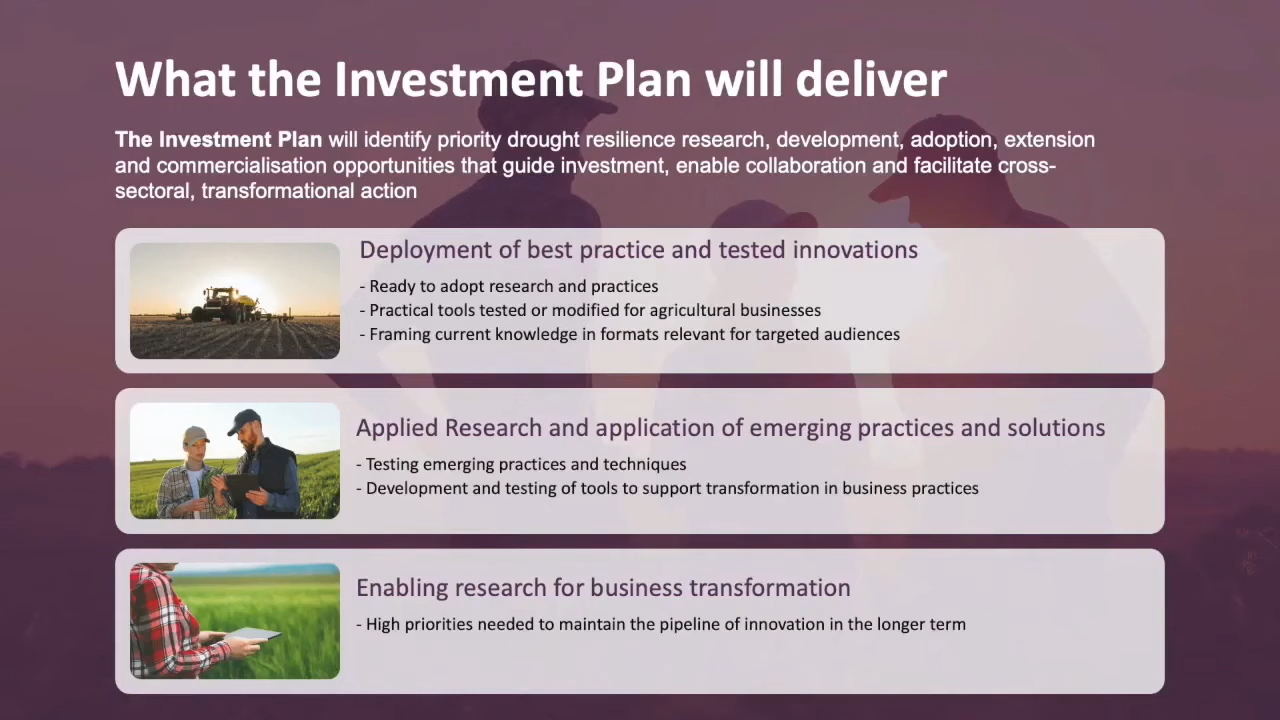 What the Investment Plan will deliver
The Investment Plan will identify priority drought resilience research, development, adoption, extension
and commercialisation opportunities that guide investment, enable collaboration and facilitate cross-
sectoral, transformational action
Deployment of best practice and tested innovations
- Ready to adopt research and practices
- Practical tools tested or modified for agricultural businesses
- Framing current knowledge in formats relevant for targeted audiences
Applied Research and application of emerging practices and solutions
- Testing emerging practices and techniques
- Development and testing of tools to support transformation in business practices
Enabling research for business transformation
- High priorities needed to maintain the pipeline of innovation in the longer term